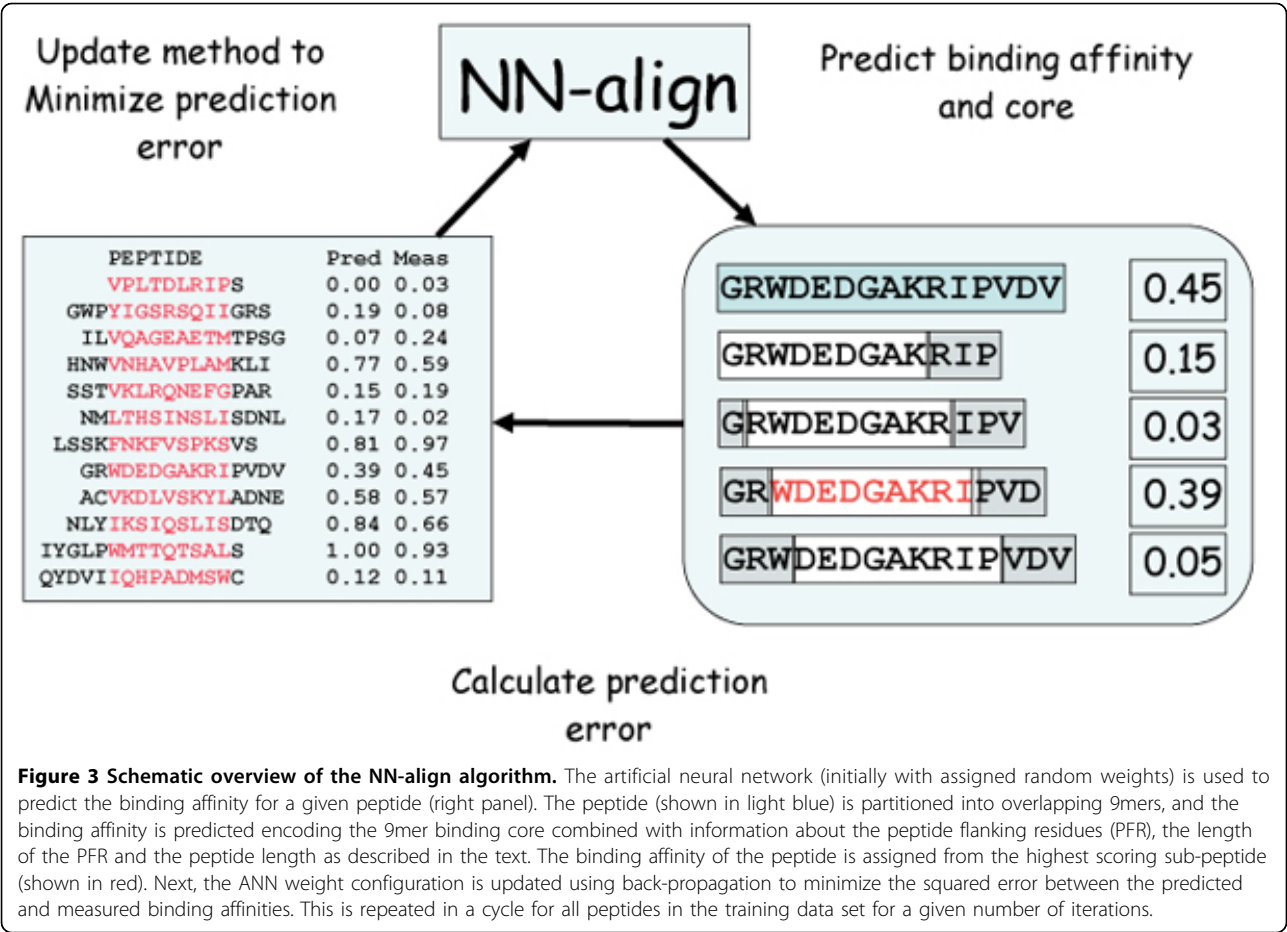 Update method to
Minimize prediction
error
NN-align
Predict binding affinity
and core
PEPTIDE Pred Meas
VPLTDLRIPS 0.00 0.03
GWPYIGSRSQIIGRS 0.19 0.08
ILVQAGEAETMTPSG 0.07 0.24
HNWVNHAVPLAMKLI 0.77 0.59
SSTVKLRQNEFGPAR 0.15 0.19
NMLTHSINSLISDNL 0.17 0.02
LSSKFNKFVSPKSVS 0.81 0.97
GRWDEDGAKRIPVDV 0.39 0.45
ACVKDLVSKYLADNE 0.58 0.57
NLYIKSIQSLISDTQ 0.84 0.66
IYGLPWMTTQTSALS 1.00 0.93
QYDVIIQHPADMSWC 0.12 0.11
GRWDEDGAKRIPVDV 0.45
GRWDEDGAKRIP 0.15
GRWDEDGAKRIPV 0.03
GRWDEDGAKRIPVD 0.39
GRWDEDGAKRIPVDV 0.05
Calculate prediction
error
Figure 3 Schematic overview of the NN-align algorithm. The artificial neural network (initially with assigned random weights) is used to
predict the binding affinity for a given peptide (right panel). The peptide (shown in light blue) is partitioned into overlapping 9mers, and the
binding affinity is predicted encoding the 9mer binding core combined with information about the peptide flanking residues (PFR), the length
of the PFR and the peptide length as described in the text. The binding affinity of the peptide is assigned from the highest scoring sub-peptide
(shown in red). Next, the ANN weight configuration is updated using back-propagation to minimize the squared error between the predicted
and measured binding affinities. This is repeated in a cycle for all peptides in the training data set for a given number of iterations.